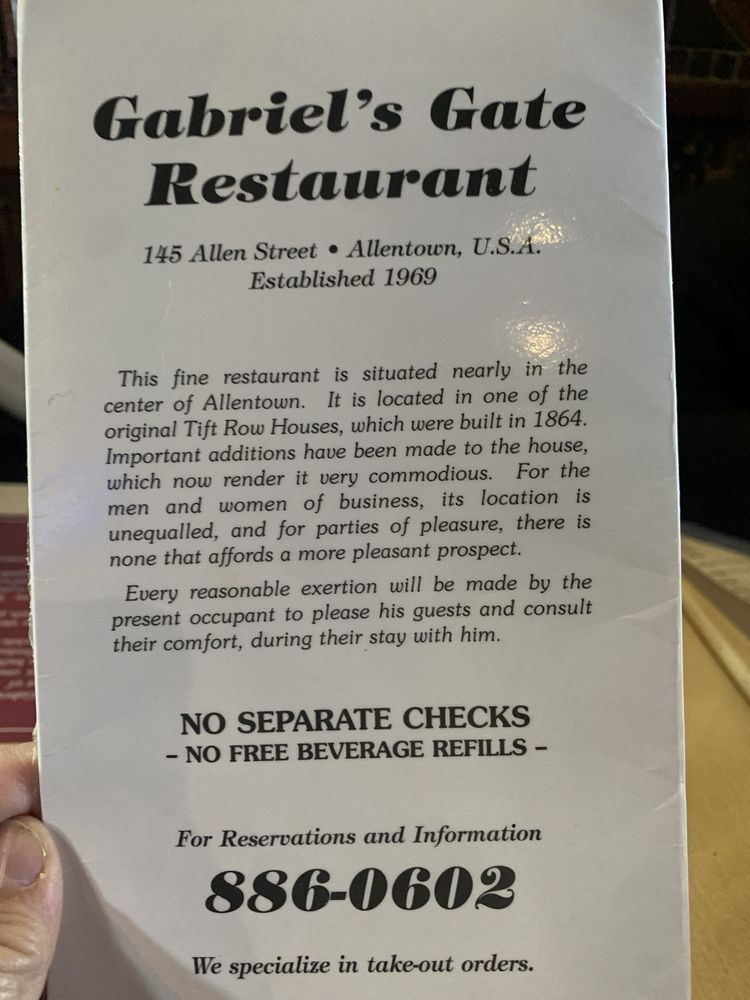 Gabriel's Gate
Restaurant
145 Allen Street • Allentown, U.S.A.
Established 1969
This fine restaurant is situated nearly in the
center of Allentown. It is located in one of the
original Tift Row Houses, which were built in 1864.
Important additions have been made to the house,
which now render it very commodious. For the
men and women of business, its location is
unequalled, and for parties of pleasure, there is
none that affords a more pleasant prospect.
Every reasonable exertion will be made by the
present occupant to please his guests and consult
their comfort, during their stay with him.
NO SEPARATE CHECKS
– NO FREE BEVERAGE REFILLS –
For Reservations and Information
886-0602
We specialize in take-out orders.